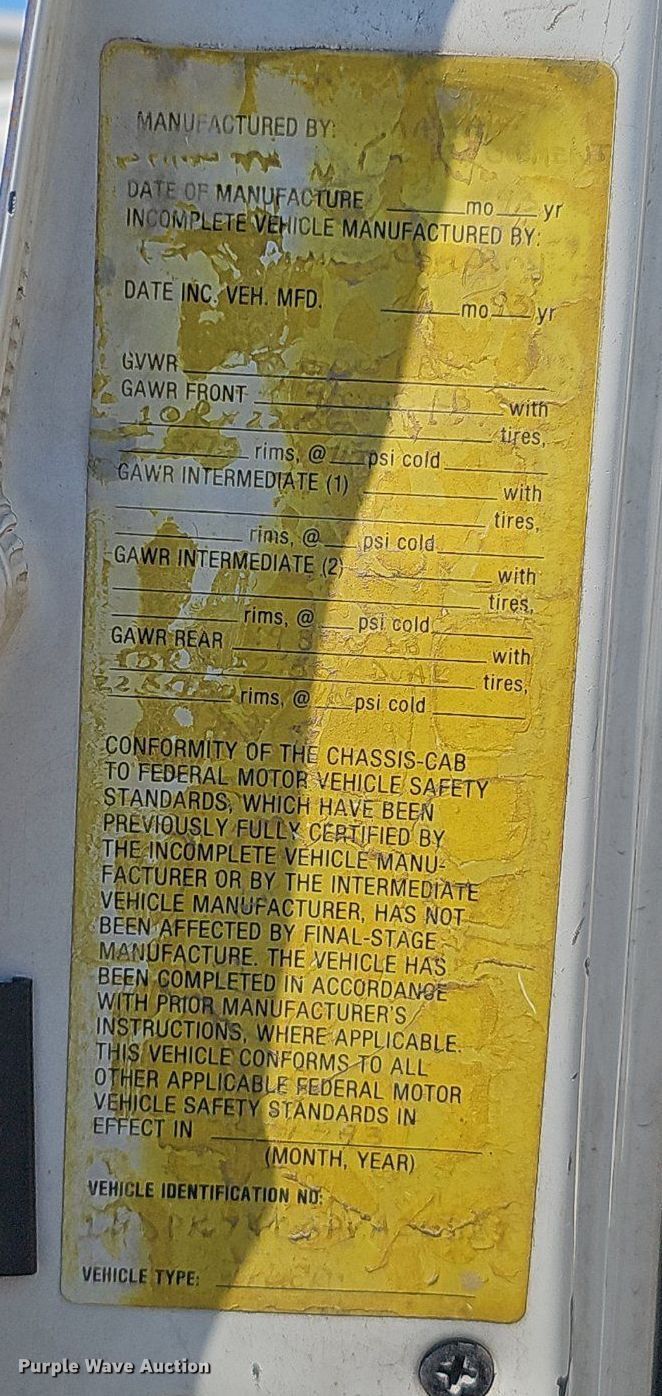 MANUFACTURED BY:
DATE OF MANUFACTURE mo yr
INCOMPLETE VEHICLE MANUFACTURED BY:
DATE INC. VEH. MFD. mo 93 yr
GVWR
GAWR FRONT LB. with
tires,
rims, @ psi cold
GAWR INTERMEDIATE (1) with
tires,
rims, @ psi cold
GAWR INTERMEDIATE (2) with
tires,
rims, @ psi cold
GAWR REAR LB with
DUAL tires,
rims, @ psi cold
CONFORMITY OF THE CHASSIS-CAB
TO FEDERAL MOTOR VEHICLE SAFETY
STANDARDS, WHICH HAVE BEEN
PREVIOUSLY FULLY CERTIFIED BY
THE INCOMPLETE VEHICLE MANU-
FACTURER OR BY THE INTERMEDIATE
VEHICLE MANUFACTURER, HAS NOT
BEEN AFFECTED BY FINAL-STAGE
MANUFACTURE. THE VEHICLE HAS
BEEN COMPLETED IN ACCORDANCE
WITH PRIOR MANUFACTURER'S
INSTRUCTIONS, WHERE APPLICABLE.
THIS VEHICLE CONFORMS TO ALL
OTHER APPLICABLE FEDERAL MOTOR
VEHICLE SAFETY STANDARDS IN
EFFECT IN
(MONTH, YEAR)
VEHICLE IDENTIFICATION NO:
VEHICLE TYPE:
Purple Wave Auction